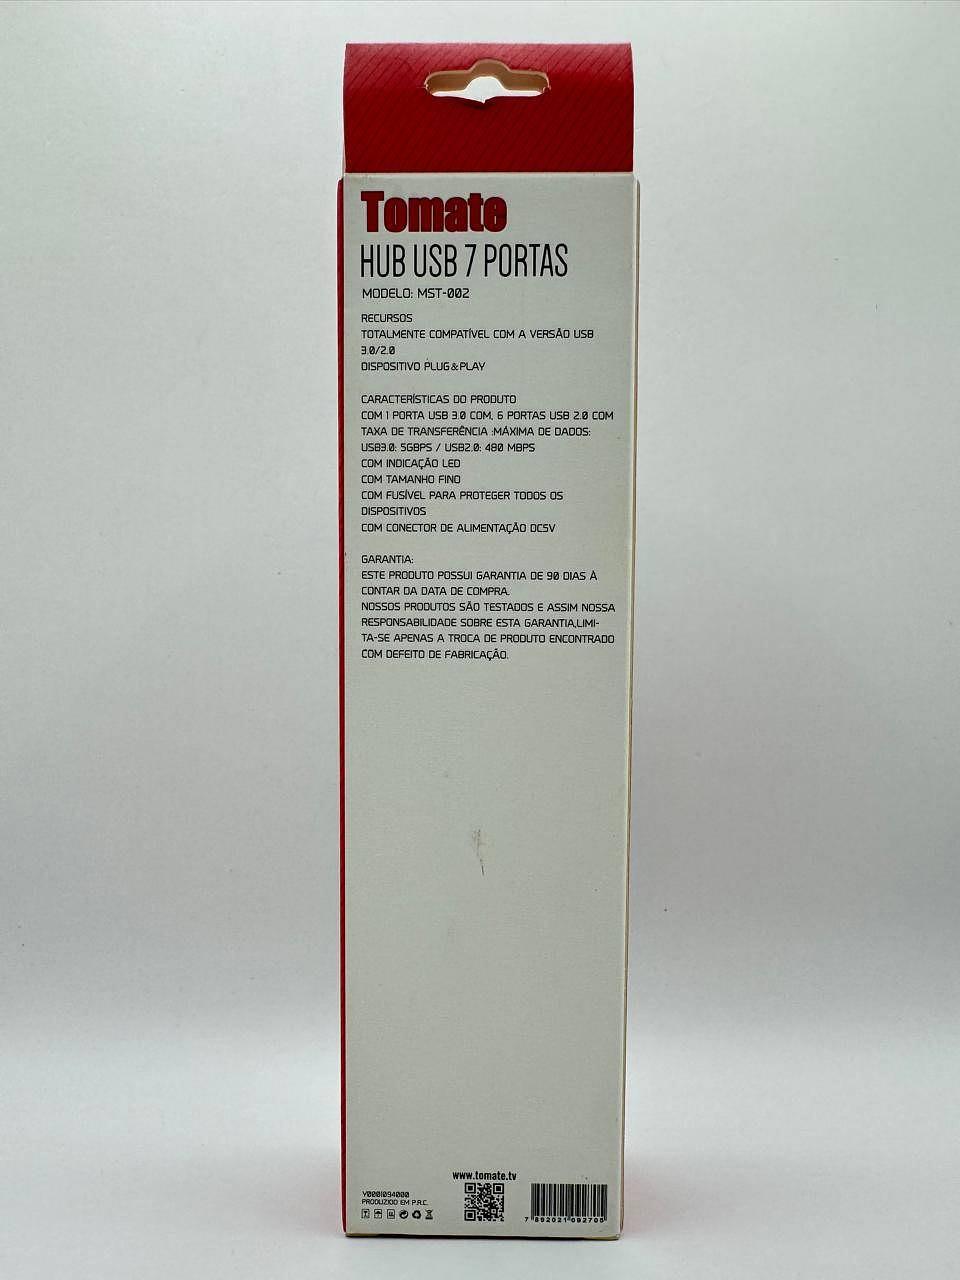 Tomate
HUB USB 7 PORTAS
MODELO: MST-002
RECURSOS
TOTALMENTE COMPATÍVEL COM A VERSÃO USB
3.0/2.0
DISPOSITIVO PLUG&PLAY
CARACTERÍSTICAS DO PRODUTO
COM 1 PORTA USB 3.0 COM, 6 PORTAS USB 2.0 COM
TAXA DE TRANSFERÊNCIA :MÁXIMA DE DADOS:
USB3.0: 5GBPS / USB2.0: 480 MBPS
COM INDICAÇÃO LED
COM TAMANHO FINO
COM FUSÍVEL PARA PROTEGER TODOS OS
DISPOSITIVOS
COM CONECTOR DE ALIMENTAÇÃO DC5V
GARANTIA:
ESTE PRODUTO POSSUI GARANTIA DE 90 DIAS À
CONTAR DA DATA DE COMPRA.
NOSSOS PRODUTOS SÃO TESTADOS E ASSIM NOSSA
RESPONSABILIDADE SOBRE ESTA GARANTIA,LIMI-
TA-SE APENAS A TROCA DE PRODUTO ENCONTRADO
COM DEFEITO DE FABRICAÇÂO.
www.tomate.tv
Y0001094000
PRODUZIDO EM P.R.C.
7 892021 092705